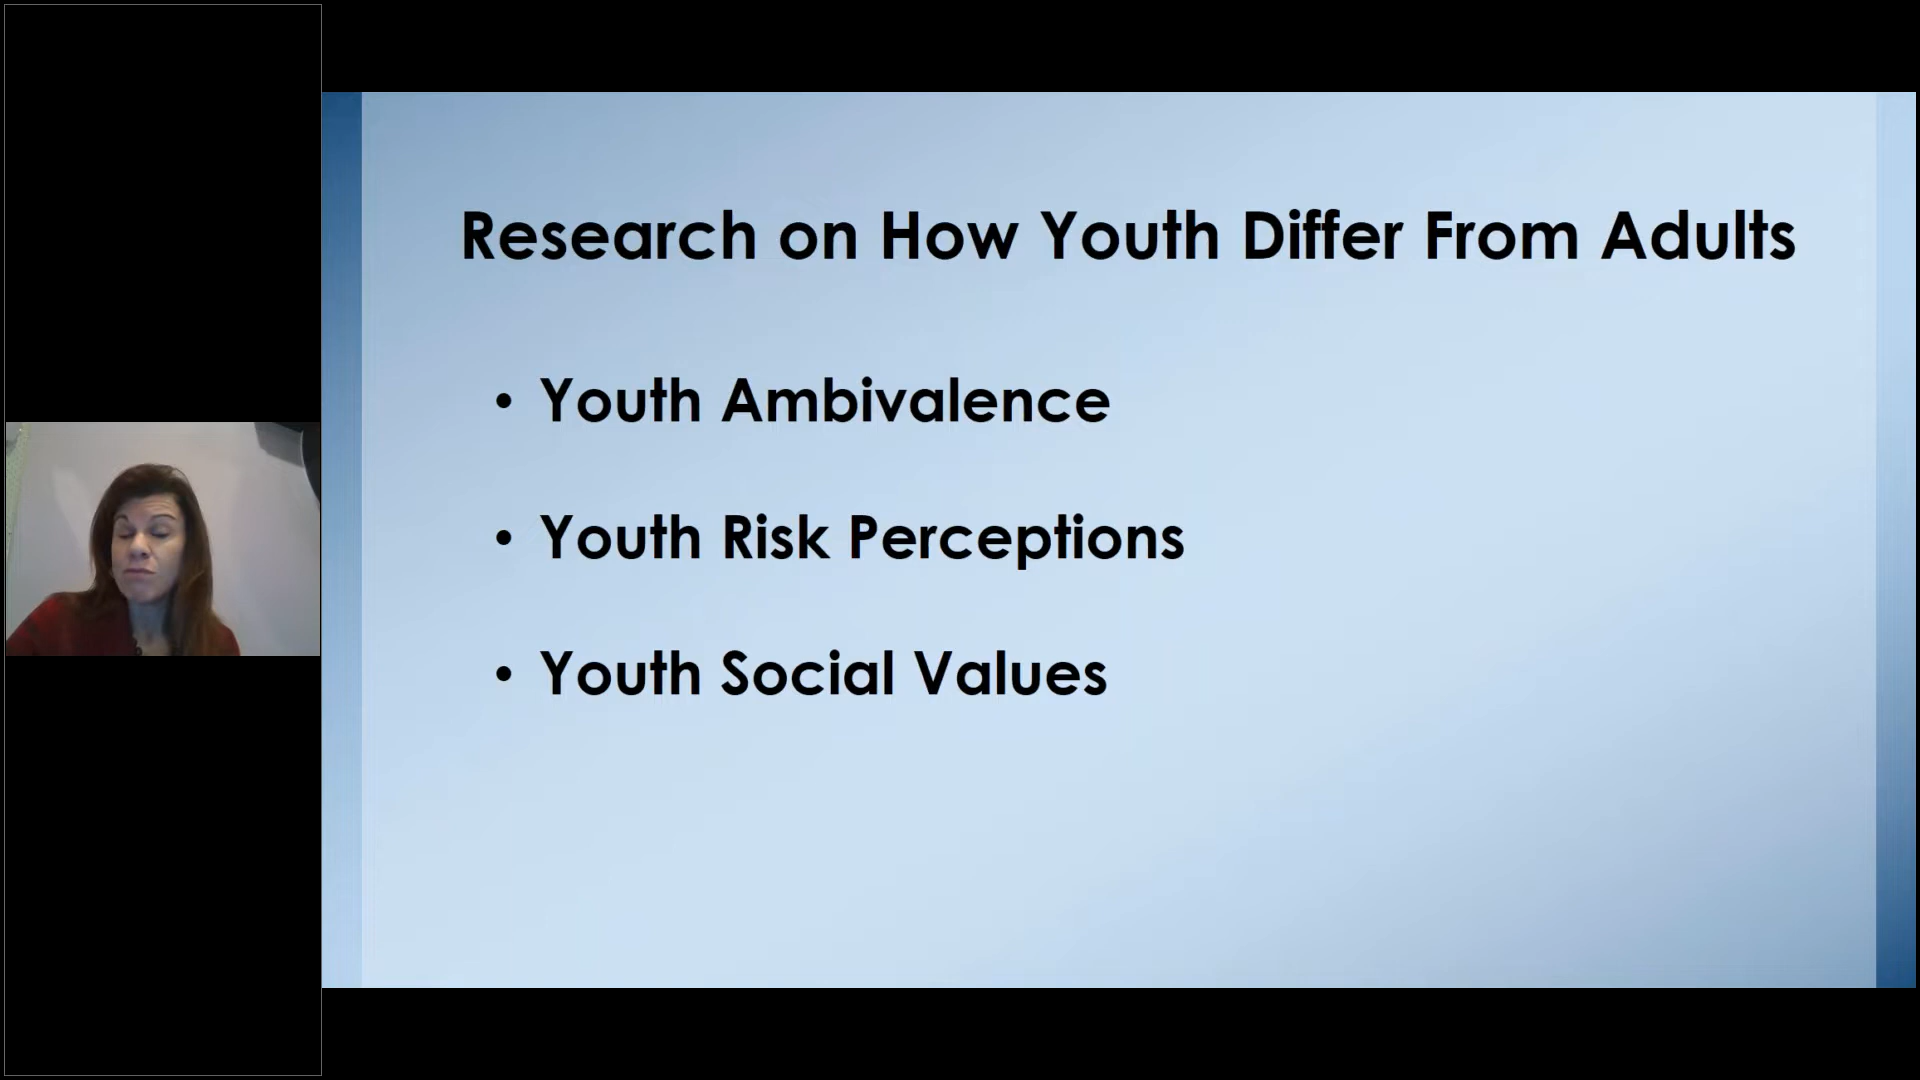 Research on How Youth Differ From Adults
• Youth Ambivalence
• Youth Risk Perceptions
• Youth Social Values